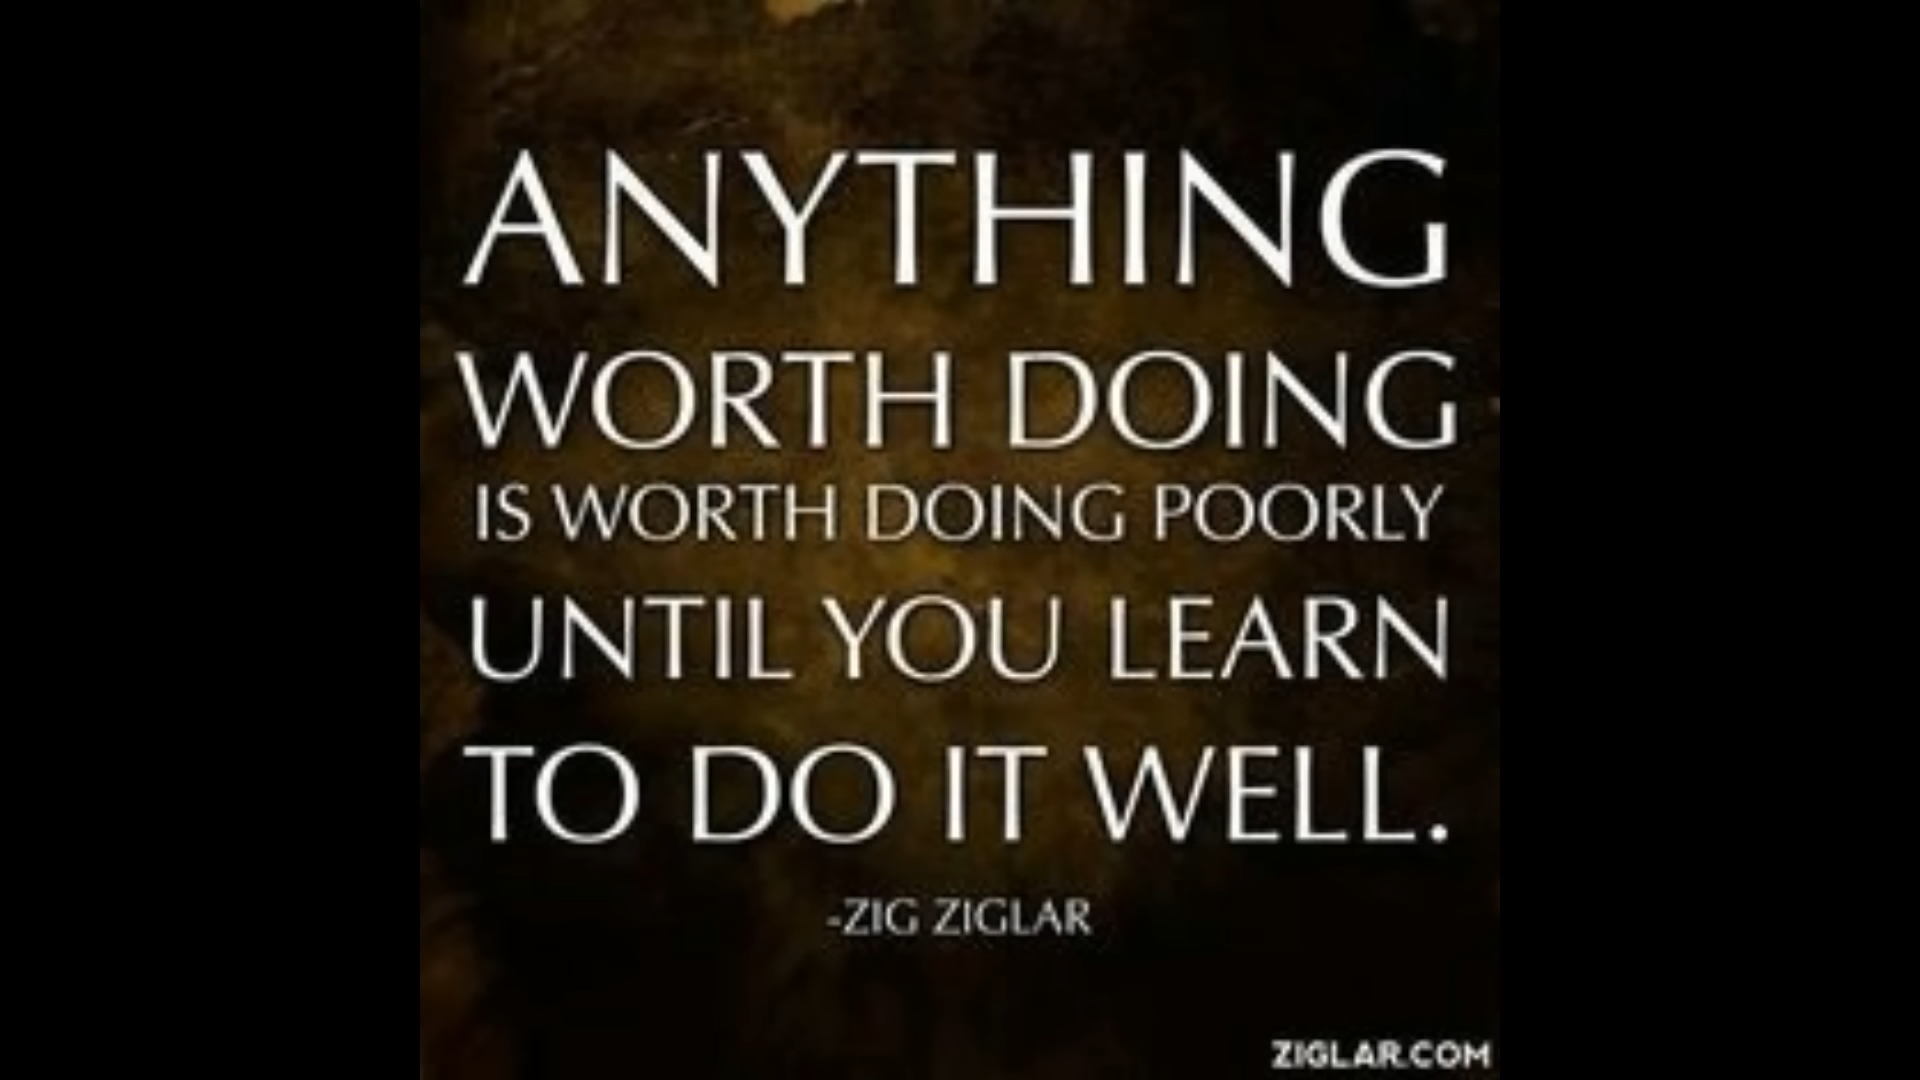 ANYTHING
WORTH DOING
IS WORTH DOING POORLY
UNTIL YOU LEARN
TO DO IT WELL.
-ZIG ZIGLAR
ZIGLAR.COM